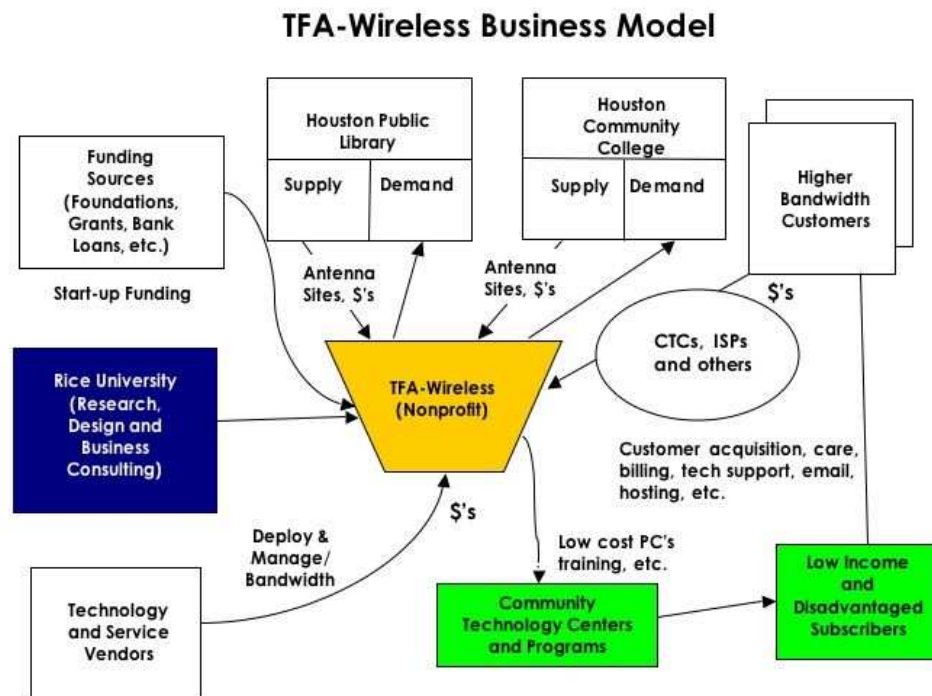 TFA-Wireless Business Model
Houston Public
Library
Supply
Demand
Houston
Community
College
Supply
Demand
Higher
Bandwidth
Customers
Funding
Sources
(Foundations,
Grants, Bank
Loans, etc.)
Start-up Funding
Antenna
Sites, $'s
Antenna
Sites, $'s
$'s
CTCs, ISPs
and others
Rice University
(Research,
Design and
Business
Consulting)
TFA-Wireless
(Nonprofit)
Customer acquisition, care,
billing, tech support, email,
hosting, etc.
$'s
Deploy &
Manage/
Bandwidth
Low cost PC's
training, etc.
Technology
and Service
Vendors
Community
Technology Centers
and Programs
Low Income
and
Disadvantaged
Subscribers